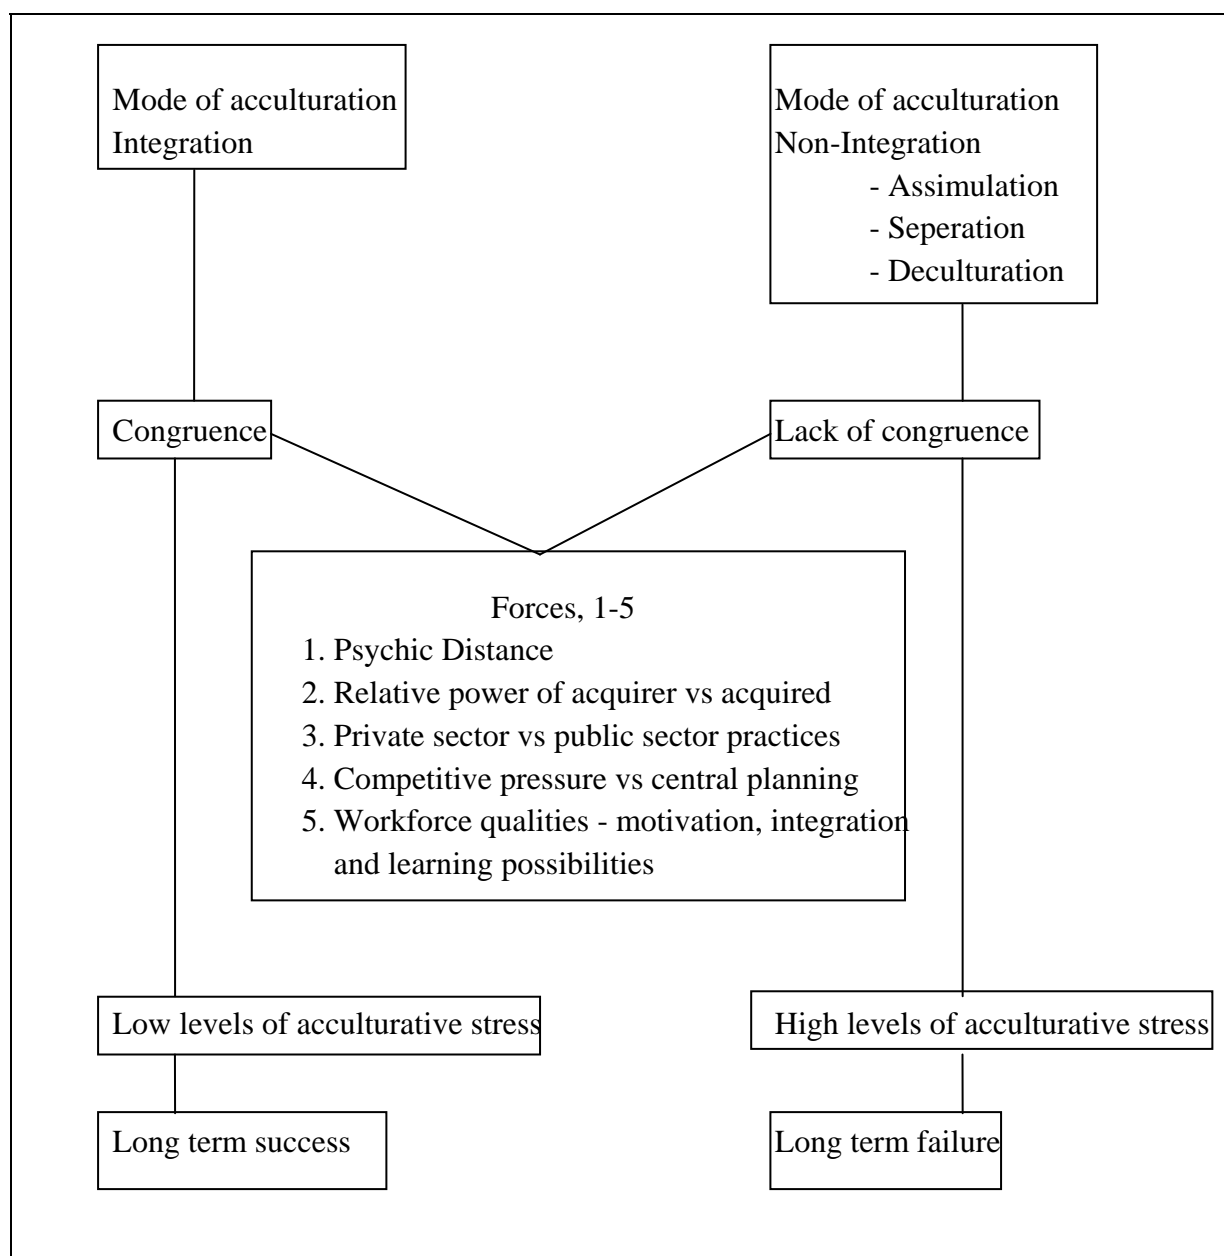 Mode of acculturation
Integration
Mode of acculturation
Non-Integration
- Assimulation
- Seperation
- Deculturation
Congruence
Lack of congruence
Forces, 1-5
1. Psychic Distance
2. Relative power of acquirer vs acquired
3. Private sector vs public sector practices
4. Competitive pressure vs central planning
5. Workforce qualities - motivation, integration
and learning possibilities
Low levels of acculturative stress
High levels of acculturative stress
Long term success
Long term failure